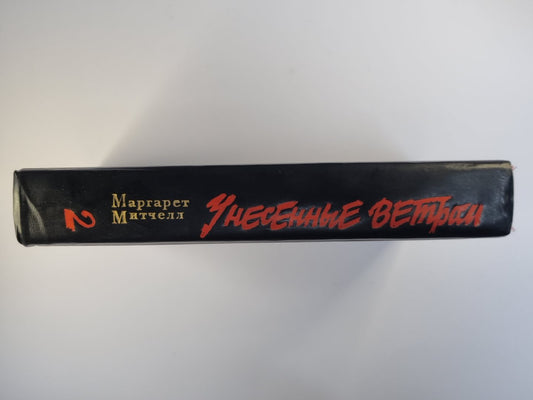 2
Маргарет
Митчелл
Унесенные ветром